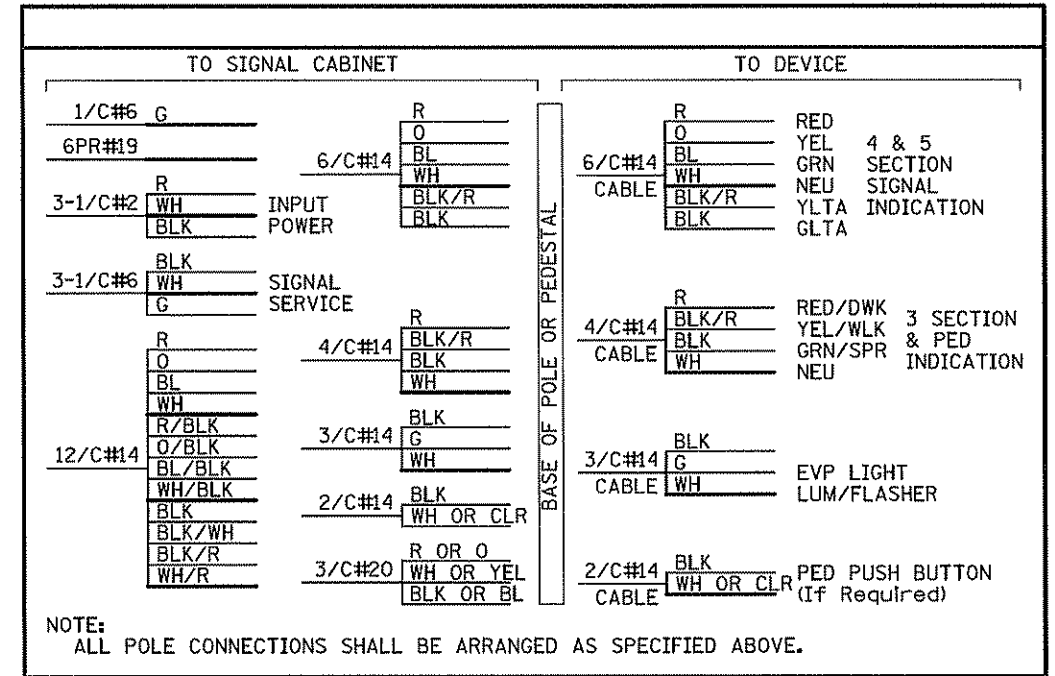 TO SIGNAL CABINET
1/C#6 G
6PR#19
3-1/C#2
R
WH
BLK
INPUT
POWER
3-1/C#6
BLK
WH
G
SIGNAL
SERVICE
12/C#14
R
O
BL
WH
R/BLK
O/BLK
BL/BLK
WH/BLK
BLK
BLK/WH
BLK/R
WH/R
6/C#14
R
O
BL
WH
BLK/R
BLK
4/C#14
R
BLK/R
BLK
WH
3/C#14
BLK
G
WH
2/C#14
BLK
WH OR CLR
3/C#20
R OR O
WH OR YEL
BLK OR BL
BASE OF POLE OR PEDESTAL
TO DEVICE
6/C#14
CABLE
R
O
BL
WH
BLK/R
BLK
RED
YEL
GRN
NEU
YLTA
GLTA
4 & 5
SECTION
SIGNAL
INDICATION
4/C#14
CABLE
R
BLK/R
BLK
WH
RED/DWK
YEL/WLK
GRN/SPR
NEU
3 SECTION
& PED
INDICATION
3/C#14
CABLE
BLK
G
WH
EVP LIGHT
LUM/FLASHER
2/C#14
CABLE
BLK
WH OR CLR
PED PUSH BUTTON
(If Required)
NOTE:
ALL POLE CONNECTIONS SHALL BE ARRANGED AS SPECIFIED ABOVE.